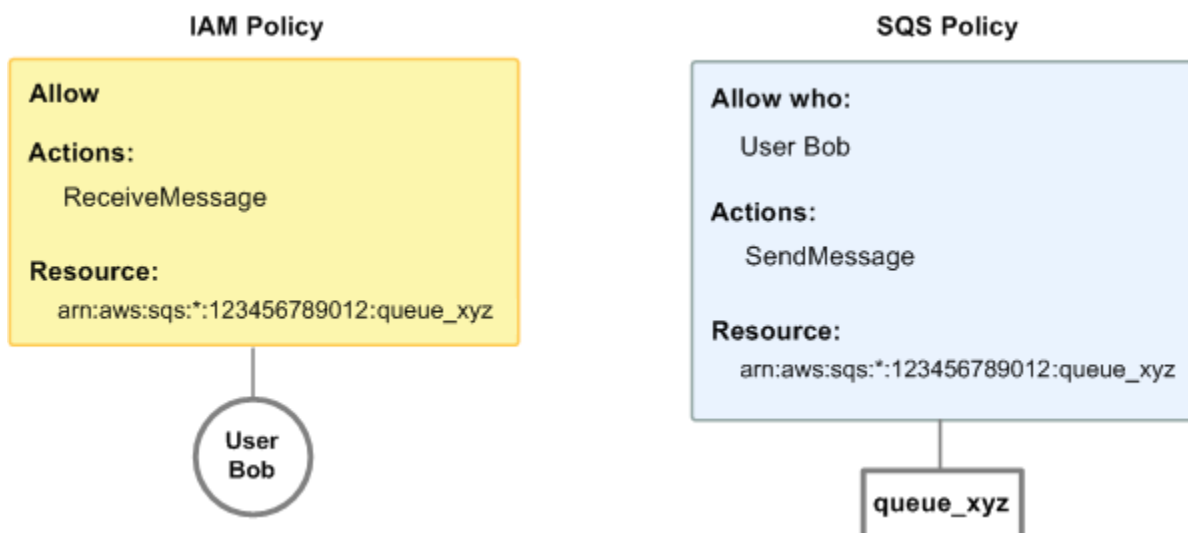 IAM Policy
Allow
Actions:
ReceiveMessage
Resource:
arn:aws:sqs:*:123456789012:queue_xyz
User
Bob
SQS Policy
Allow who:
User Bob
Actions:
SendMessage
Resource:
arn:aws:sqs:*:123456789012:queue_xyz
queue_xyz